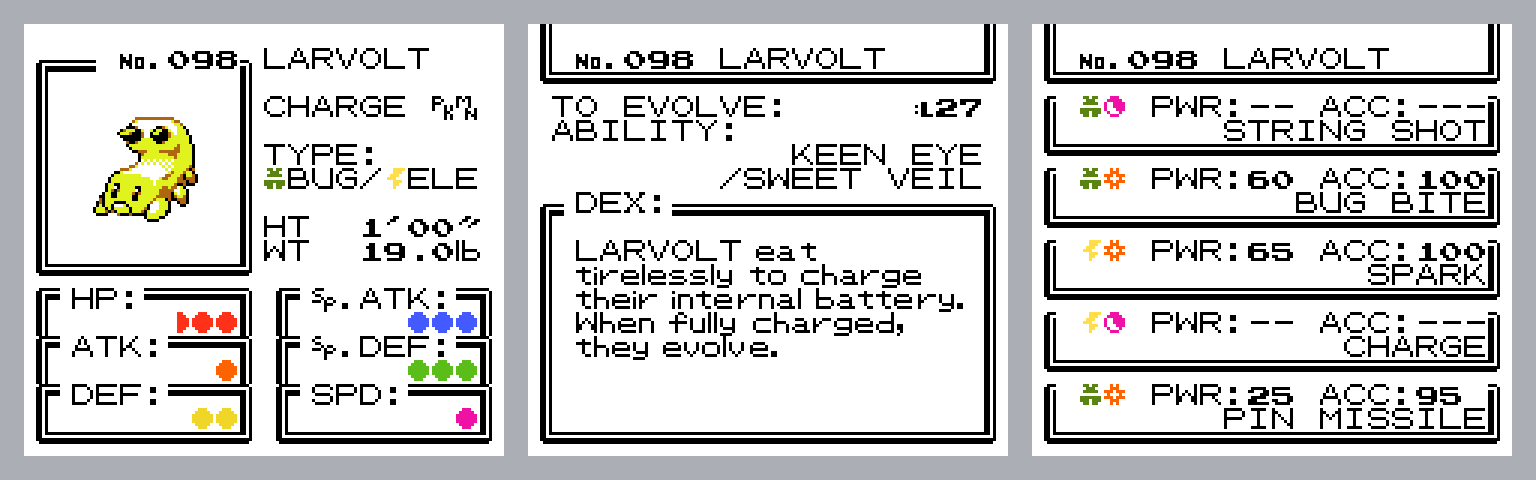 No. 098 LARVOLT
CHARGE PKMN
TYPE:
BUG/ ELE
HT 1′00″
WT 19.0lb
HP:
ATK:
DEF:
Sp. ATK:
Sp. DEF:
SPD:
No. 098 LARVOLT
TO EVOLVE: :L27
ABILITY:
KEEN EYE
/SWEET VEIL
DEX:
LARVOLT eat
tirelessly to charge
their internal battery.
When fully charged,
they evolve.
No. 098 LARVOLT
PWR:-- ACC:---
STRING SHOT
PWR:60 ACC:100
BUG BITE
PWR:65 ACC:100
SPARK
PWR:-- ACC:---
CHARGE
PWR:25 ACC:95
PIN MISSILE